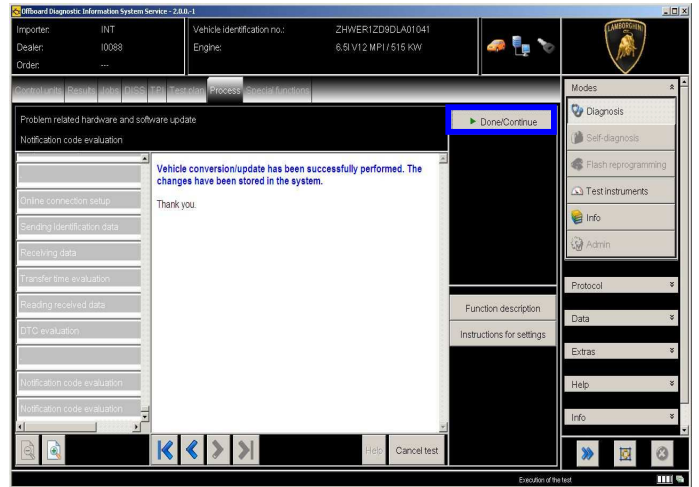 Offboard Diagnostic Information System Service - 2.0.0.-1 - VP
Importer: INT
Dealer: I0088
Order: ---
Vehicle identification no.: ZHWER1ZD9DLA01041
Engine: 6.5l V12 MPI / 515 KW
LAMBORGHINI
Control units Results Jobs DISS TPI Test plan Process Special functions
Problem related hardware and software update
Notification code evaluation
Done/Continue
Online connection setup
Sending identification data
Receiving data
Transfer time evaluation
Reading received data
DTC evaluation
Notification code evaluation
Notification code evaluation
Vehicle conversion/update has been successfully performed. The
changes have been stored in the system.
Thank you.
Function description
Instructions for settings
Help
Cancel test
Modes
Diagnosis
Self-diagnosis
Flash reprogramming
Test instruments
Info
Admin
Protocol
Data
Extras
Help
Info
Execution of the test